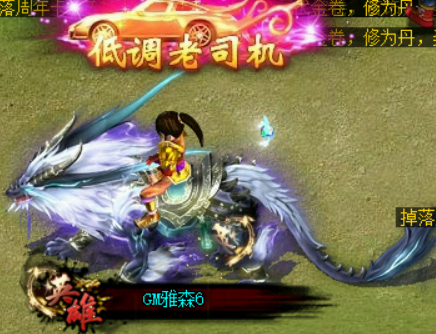 落周年卡
金卷，修为丹
低调老司机
卷，修为丹，
掉落
GM雅森6
英雄